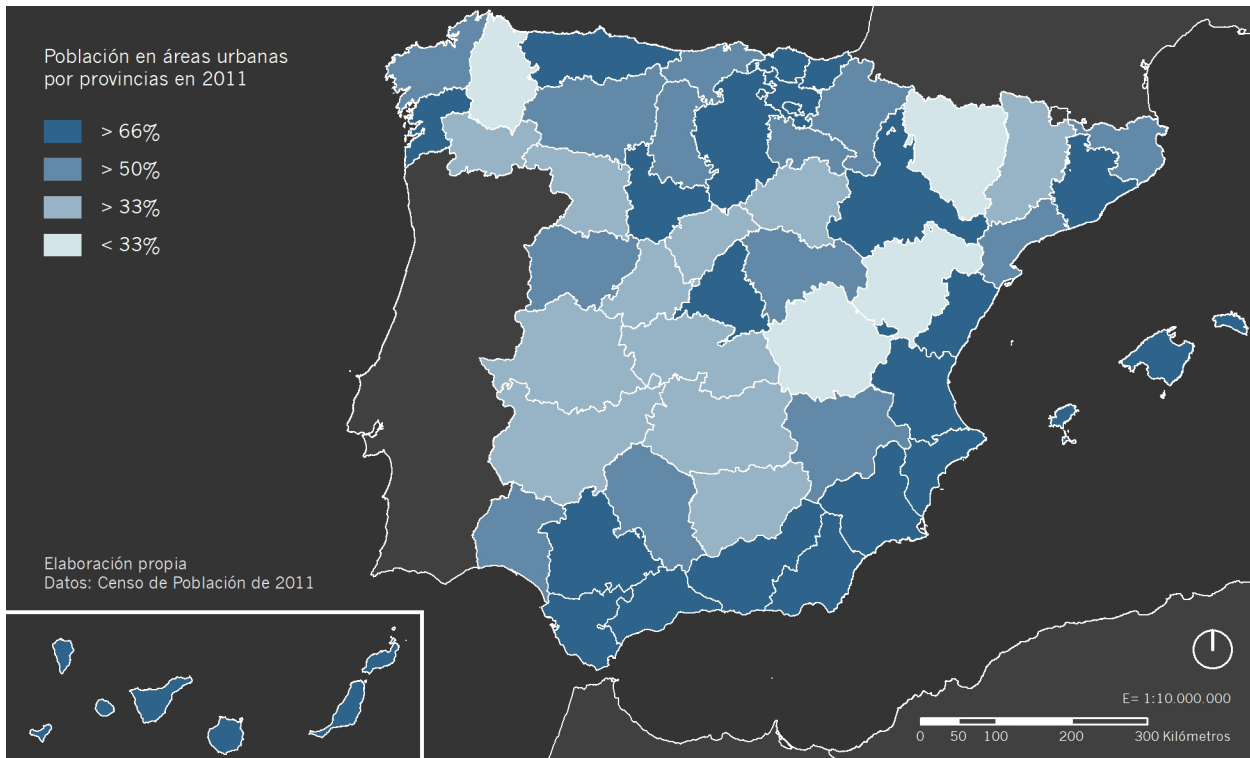 Población en áreas urbanas
por provincias en 2011
> 66%
> 50%
> 33%
< 33%
Elaboración propia
Datos: Censo de Población de 2011
E= 1:10.000.000
0 50 100 200 300 Kilómetros